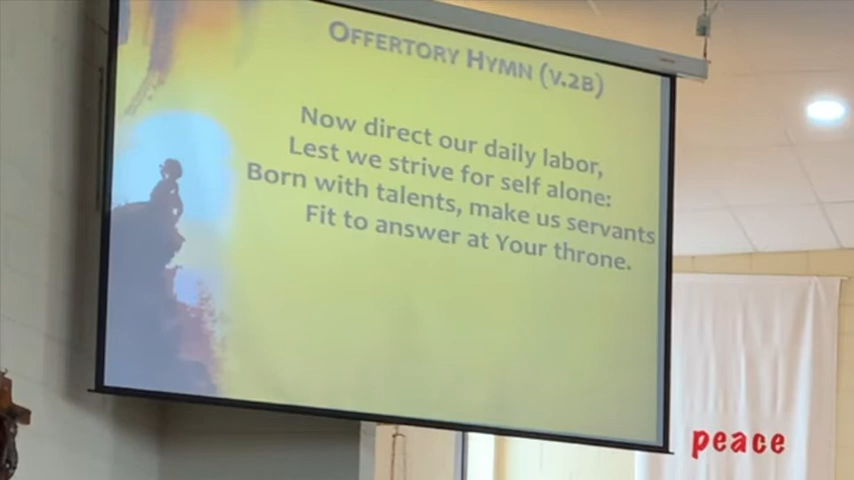 OFFERTORY HYMN (V.2B)
Now direct our daily labor,
Lest we strive for self alone:
Born with talents, make us servants
Fit to answer at Your throne.
peace